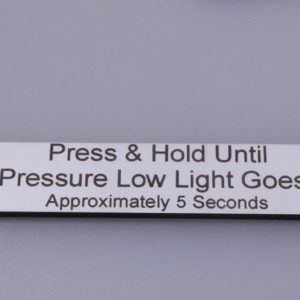 Press & Hold Until
Pressure Low Light Goes
Approximately 5 Seconds